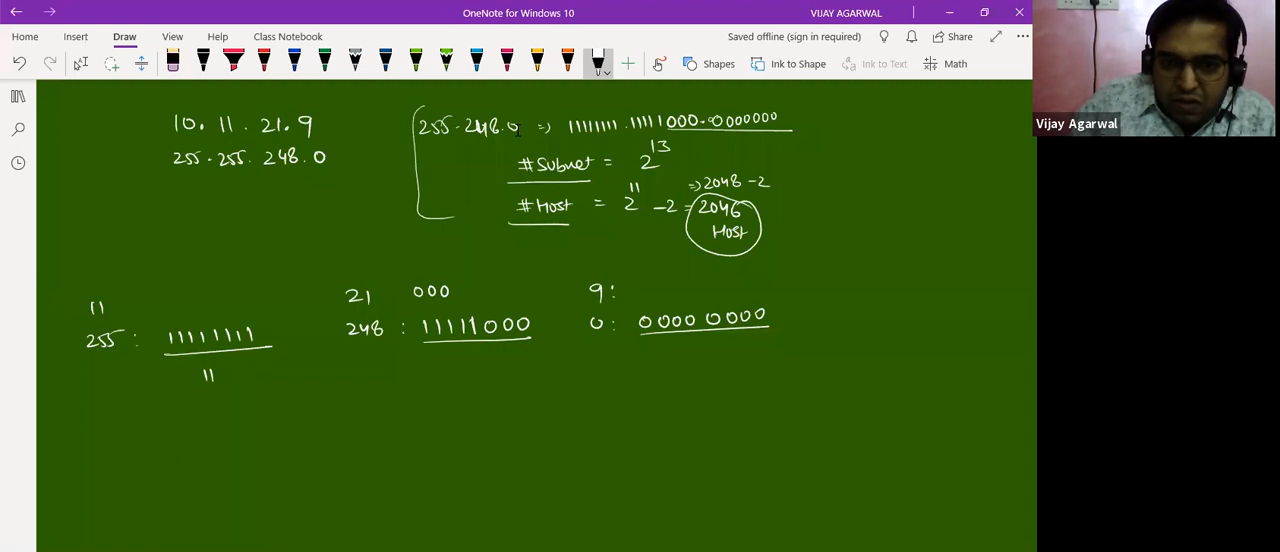 OneNote for Windows 10
VIJAY AGARWAL
Home Insert Draw View Help Class Notebook
Saved offline (sign in required) Share
Shapes Ink to Shape Ink to Text Math
Vijay Agarwal
10. 11. 21. 9
255. 255. 248. 0
255. 248. 0 => 11111111 . 11111000. 00000000
#Subnet = 2^13
=> 2048 - 2
#Host = 2^11 - 2 = 2046
Host
11
255 : 11111111
11
21 000
248 : 11111000
9 :
0 : 0000 0000